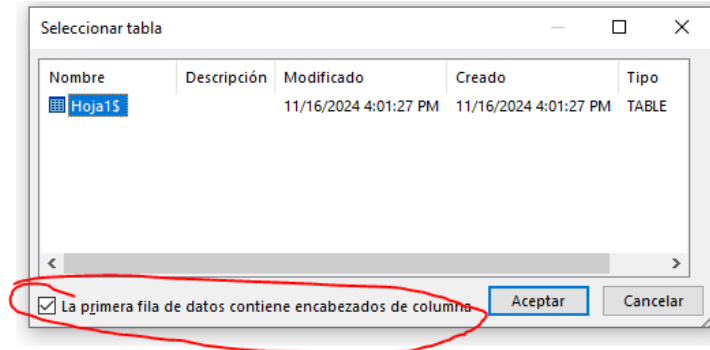 Seleccionar tabla
Nombre Descripción Modificado Creado Tipo
Hoja1$ 11/16/2024 4:01:27 PM 11/16/2024 4:01:27 PM TABLE
La primera fila de datos contiene encabezados de columna Aceptar Cancelar